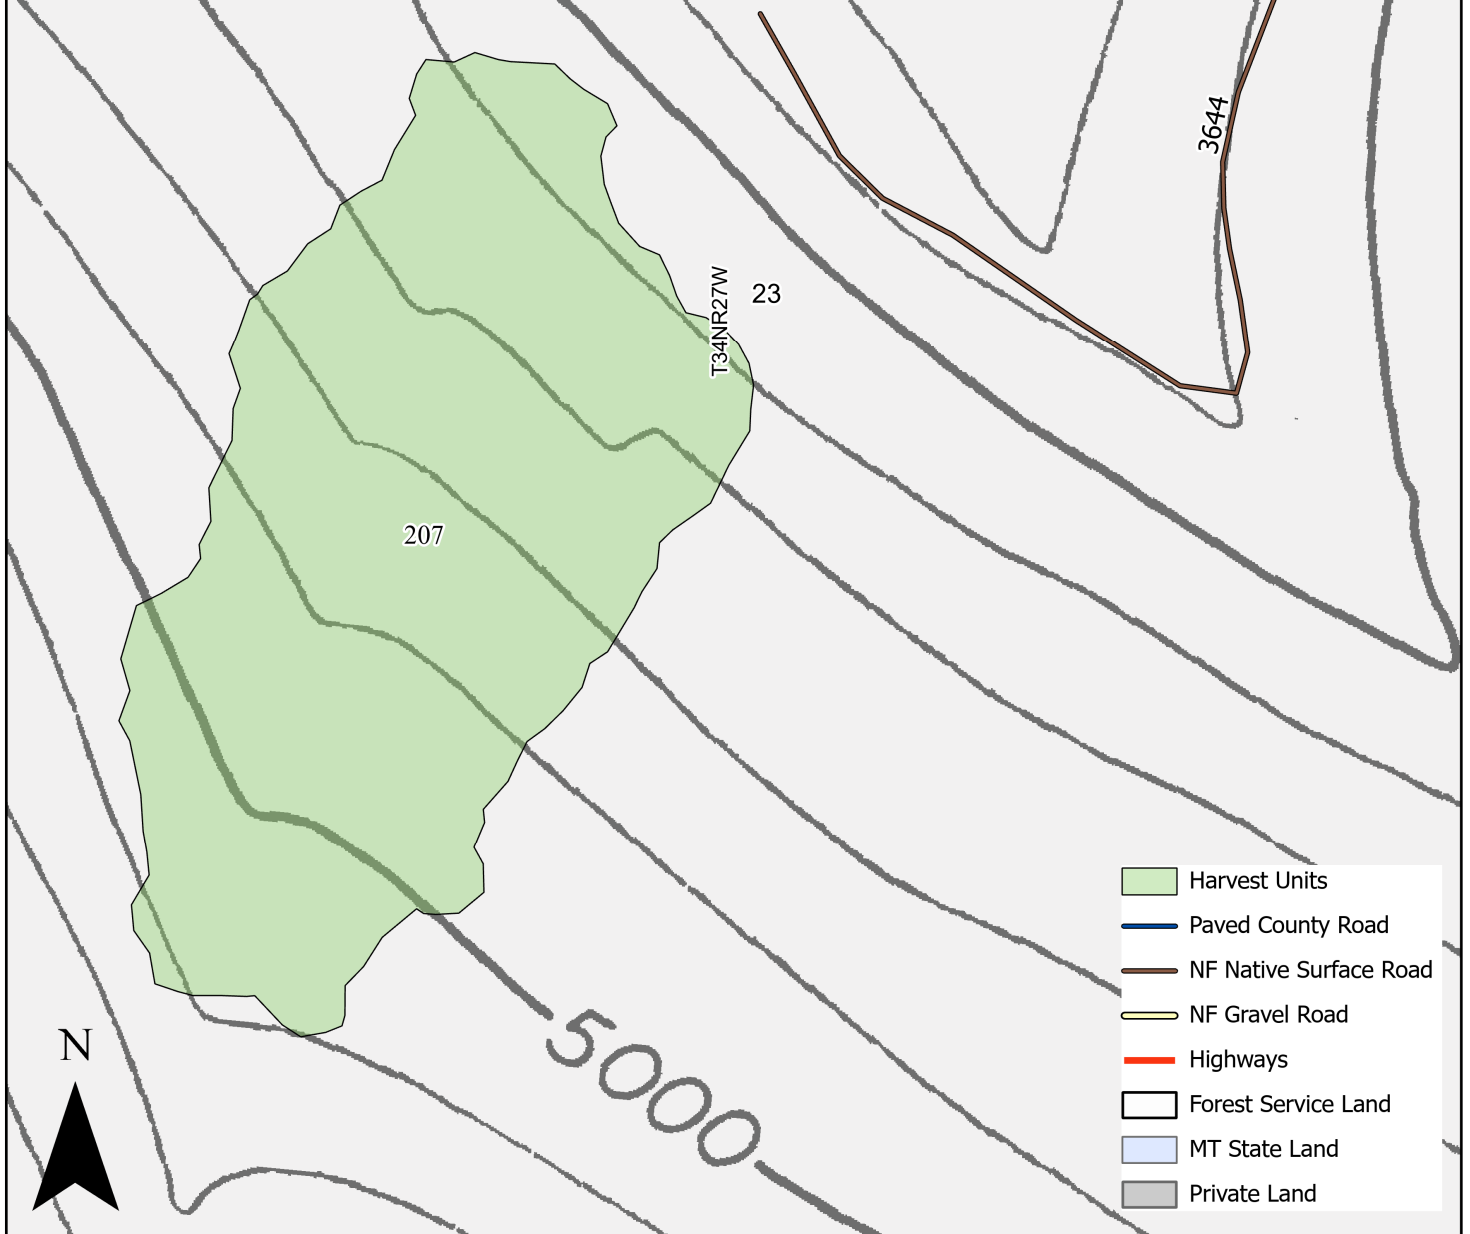 3644
T34NR27W
23
207
5000
N
Harvest Units
Paved County Road
NF Native Surface Road
NF Gravel Road
Highways
Forest Service Land
MT State Land
Private Land